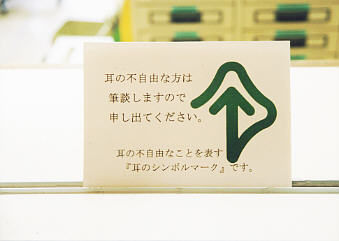 耳の不自由な方は
筆談しますので
申し出てください。
耳の不自由なことを表す
『耳のシンボルマーク』です。